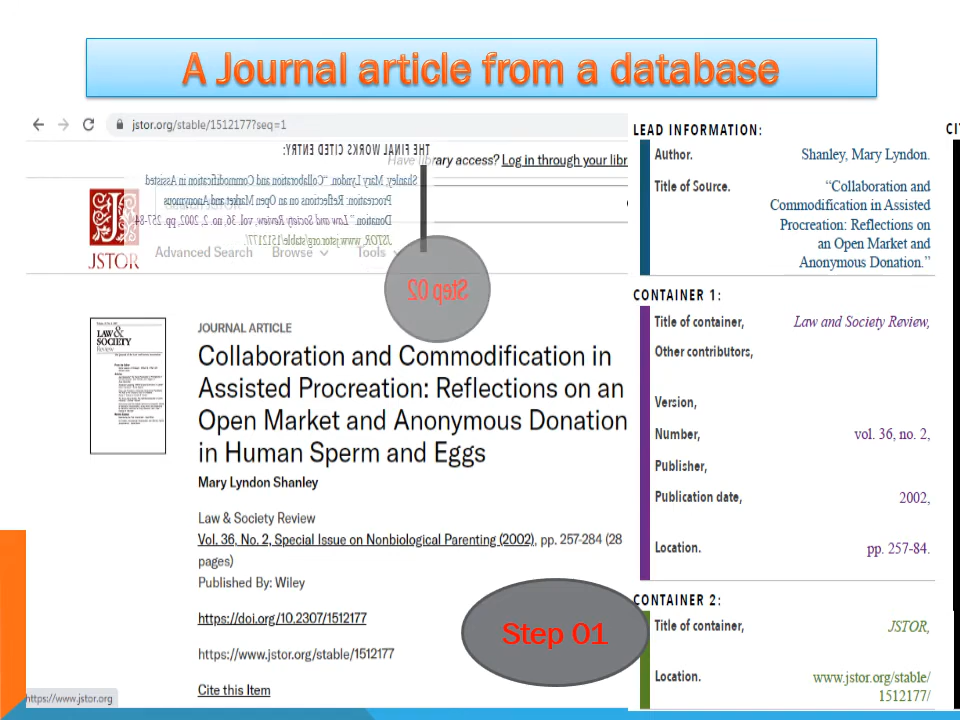 A Journal article from a database
jstor.org/stable/1512177?seq=1
THE FINAL WORKS CITED ENTRY:
Have library access? Log in through your libr
Shanley, Mary Lyndon. "Collaboration and Commodification in Assisted
Procreation: Reflections on an Open Market and Anonymous
Donation." Law and Society Review, vol. 36, no. 2, 2002, pp. 257-84
JSTOR, www.jstor.org/stable/1512177/.
JSTOR
Advanced Search
Browse
Tools
Step 02
LAW &
SOCIETY
Review
JOURNAL ARTICLE
Collaboration and Commodification in
Assisted Procreation: Reflections on an
Open Market and Anonymous Donation
in Human Sperm and Eggs
Mary Lyndon Shanley
Law & Society Review
Vol. 36, No. 2, Special Issue on Nonbiological Parenting (2002), pp. 257-284 (28
pages)
Published By: Wiley
https://doi.org/10.2307/1512177
https://www.jstor.org/stable/1512177
Cite this Item
https://www.jstor.org
Step 01
LEAD INFORMATION:
Author. Shanley, Mary Lyndon.
Title of Source. “Collaboration and
Commodification in Assisted
Procreation: Reflections on
an Open Market and
Anonymous Donation.”
CONTAINER 1:
Title of container, Law and Society Review,
Other contributors,
Version,
Number, vol. 36, no. 2,
Publisher,
Publication date, 2002,
Location. pp. 257-84.
CONTAINER 2:
Title of container, JSTOR,
Location. www.jstor.org/stable/
1512177/
CI